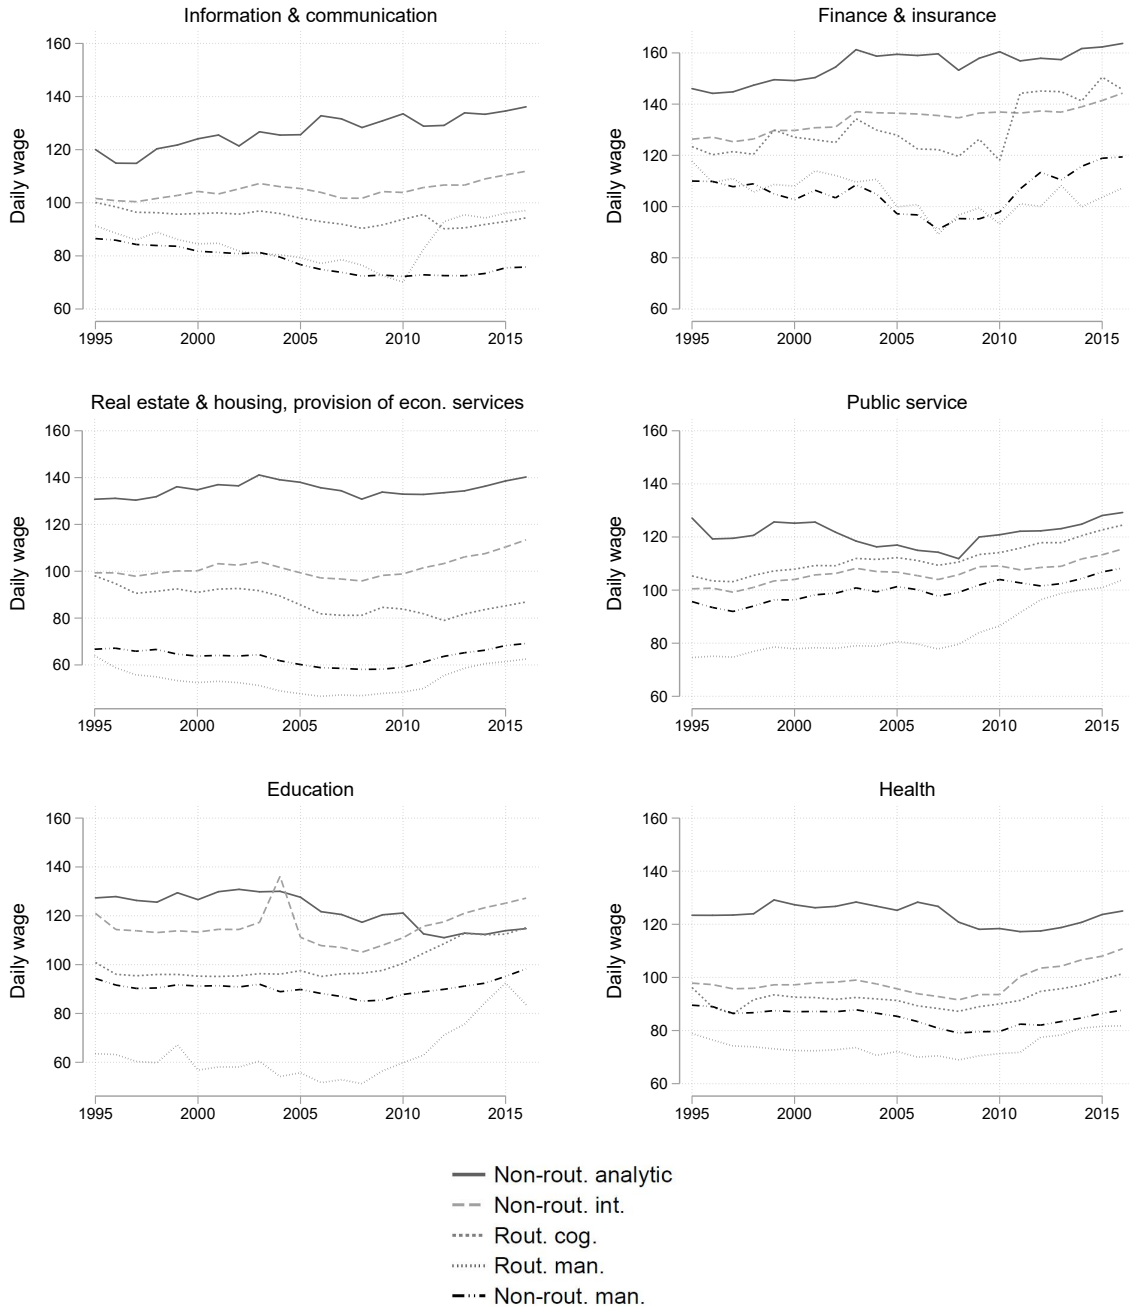 Information & communication
Daily wage
160
140
120
100
80
60
1995 2000 2005 2010 2015
Finance & insurance
Daily wage
160
140
120
100
80
60
1995 2000 2005 2010 2015
Real estate & housing, provision of econ. services
Daily wage
160
140
120
100
80
60
1995 2000 2005 2010 2015
Public service
Daily wage
160
140
120
100
80
60
1995 2000 2005 2010 2015
Education
Daily wage
160
140
120
100
80
60
1995 2000 2005 2010 2015
Health
Daily wage
160
140
120
100
80
60
1995 2000 2005 2010 2015
Non-rout. analytic
Non-rout. int.
Rout. cog.
Rout. man.
Non-rout. man.